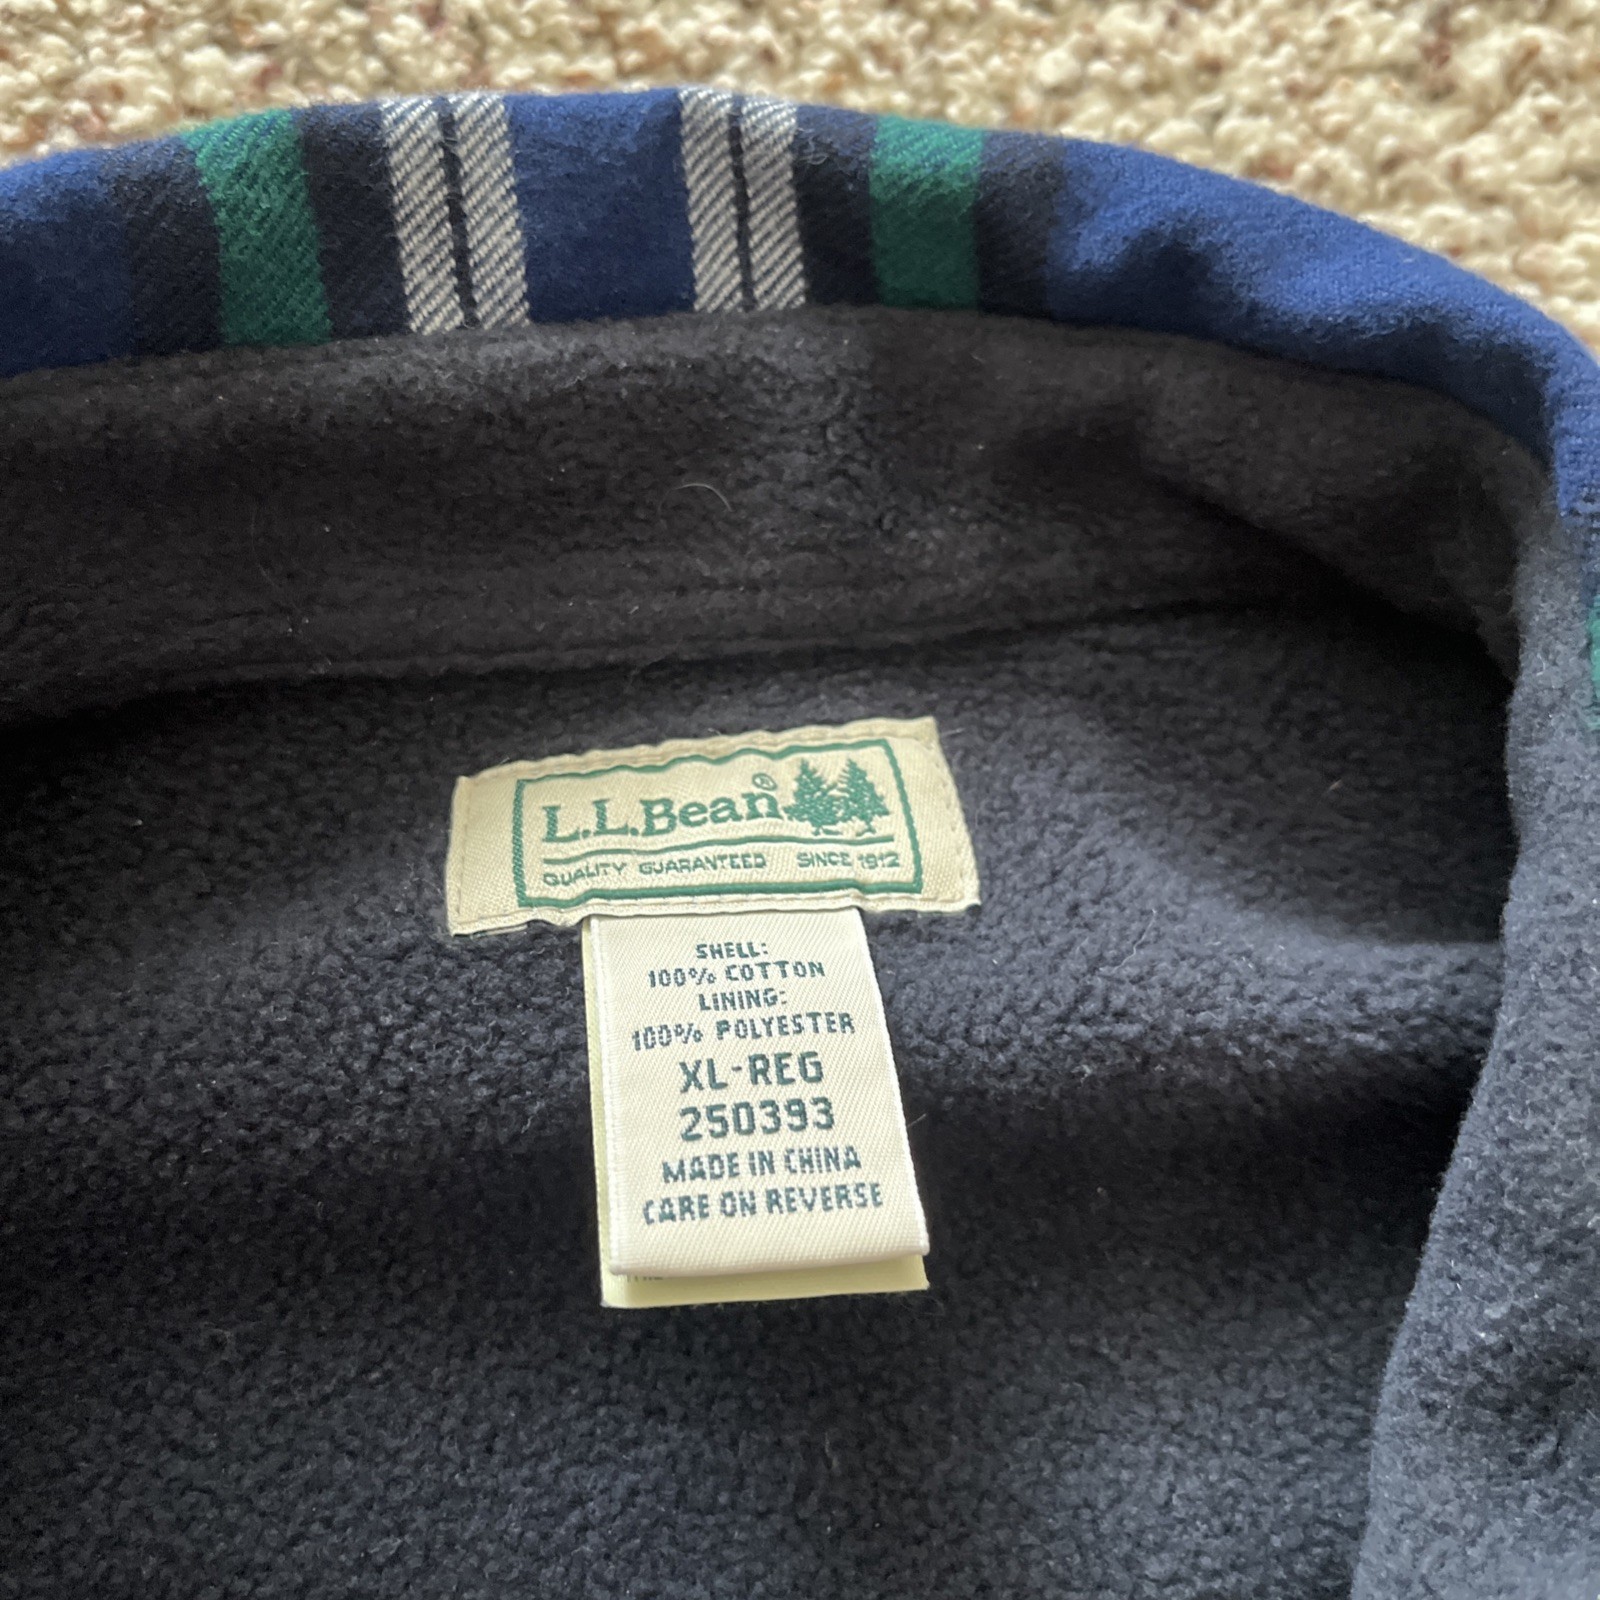 L.L.Bean®
QUALITY GUARANTEED SINCE 1912
SHELL:
100% COTTON
LINING:
100% POLYESTER
XL-REG
250393
MADE IN CHINA
CARE ON REVERSE